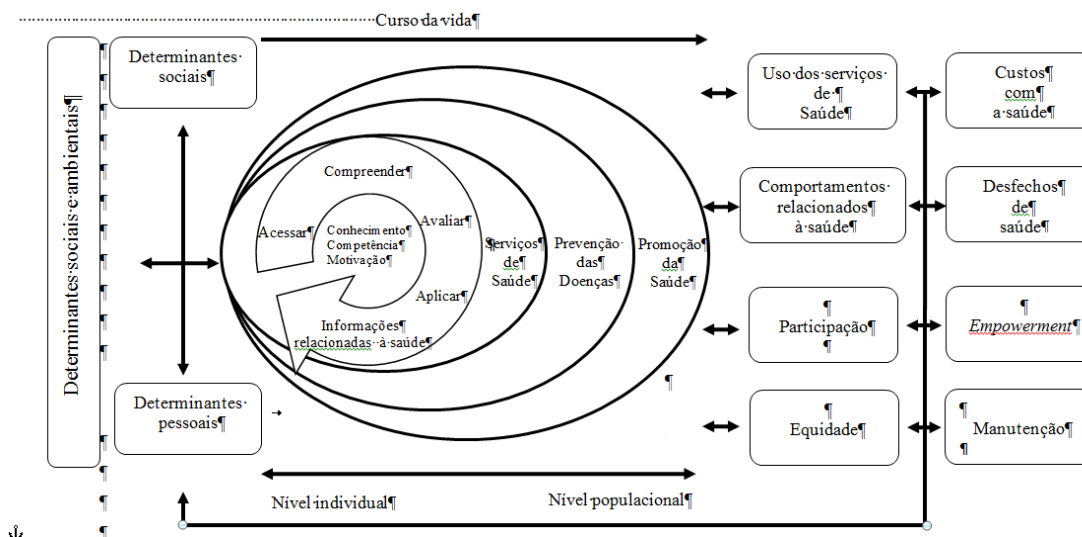 Curso da vida¶
Determinantes sociais e ambientais¶
Determinantes·
sociais¶
Determinantes·
pessoais¶
Compreender¶
Acessar¶
Avaliar¶
Conhecimento¶
Competência¶
Motivação¶
Aplicar¶
Informações¶
relacionadas··à·saúde¶
Serviços¶
de¶
Saúde¶
Prevenção·
das
Doenças¶
Promoção¶
da¶
Saúde¶
Nível·individual¶
Nível·populacional¶
Uso·dos·serviços
de·¶
Saúde¶
Custos¶
com
a·saúde¶
Comportamentos·
relacionados·
à·saúde¶
Desfechos¶
de
saúde¶
Participação¶
Empowerment¶
Equidade¶
Manutenção¶